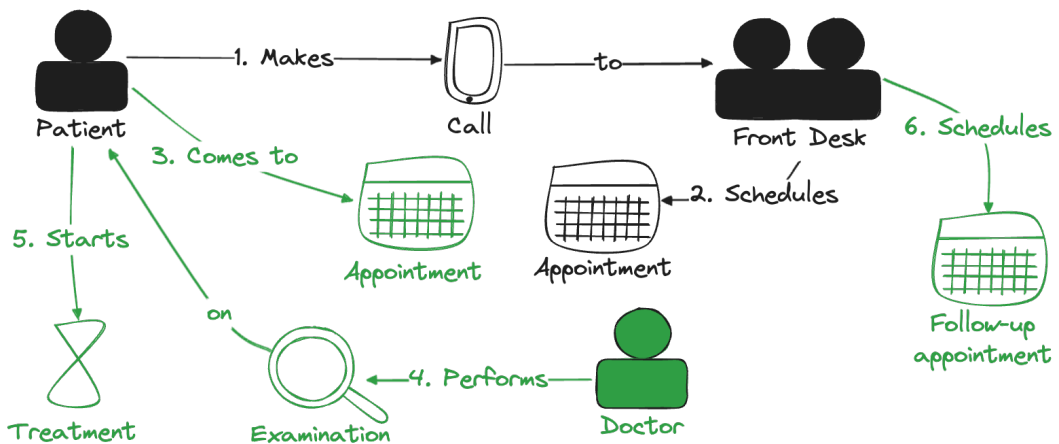 1. Makes
to
Call
Patient
Front Desk
6. Schedules
3. Comes to
2. Schedules
5. Starts
Appointment
Appointment
on
Follow-up
appointment
4. Performs
Treatment
Examination
Doctor